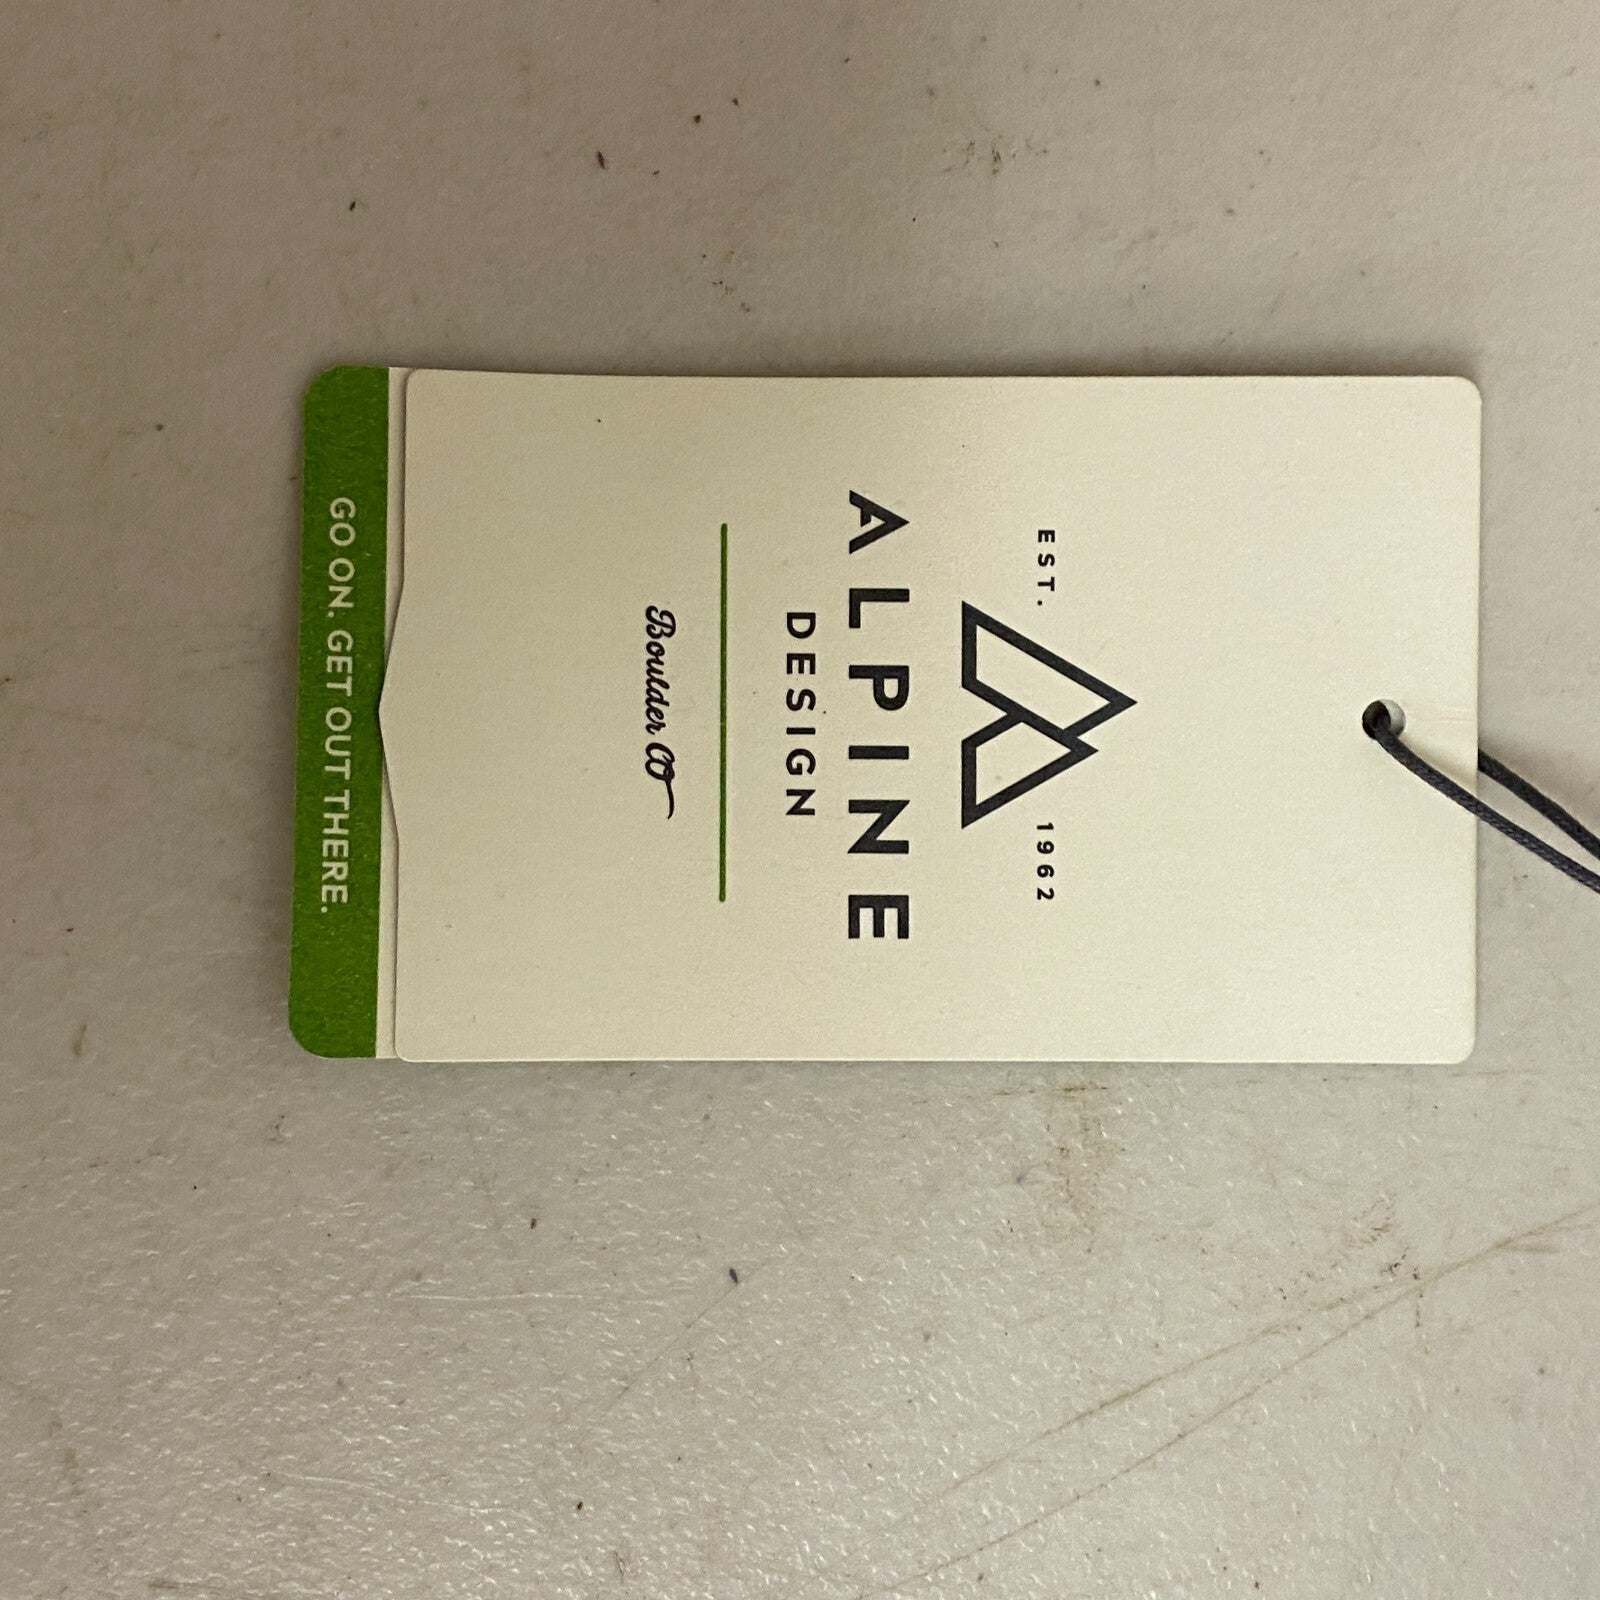 EST. 1962
ALPINE
DESIGN
Boulder CO
GO ON. GET OUT THERE.